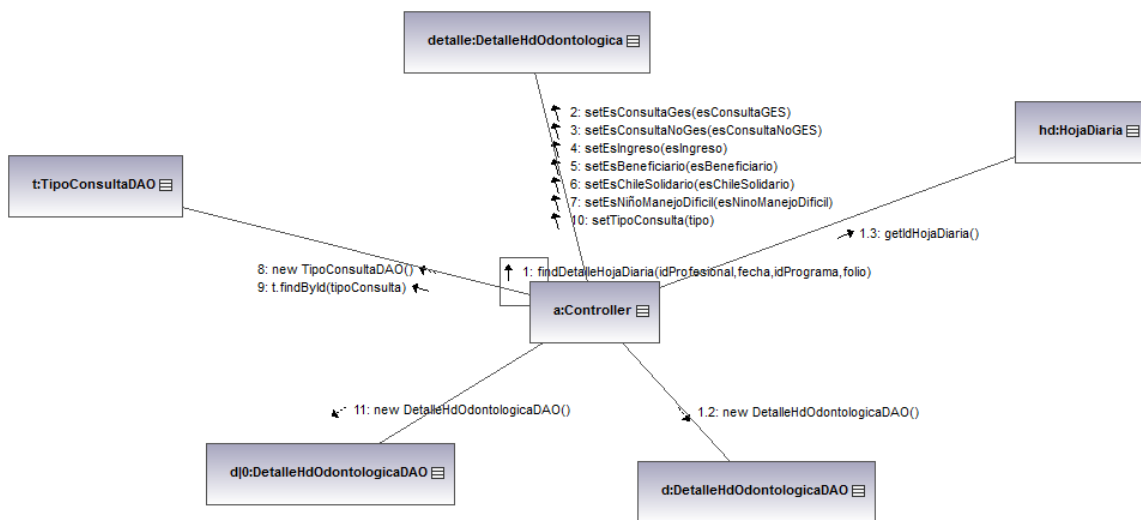 detalle:DetalleHdOdontologica
2: setEsConsultaGes(esConsultaGES)
3: setEsConsultaNoGes(esConsultaNoGES)
4: setEsIngreso(esIngreso)
5: setEsBeneficiario(esBeneficiario)
6: setEsChileSolidario(esChileSolidario)
7: setEsNiñoManejoDificil(esNinoManejoDificil)
10: setTipoConsulta(tipo)
hd:HojaDiaria
t:TipoConsultaDAO
1.3: getIdHojaDiaria()
8: new TipoConsultaDAO()
9: t.findById(tipoConsulta)
1: findDetalleHojaDiaria(idProfesional,fecha,idPrograma,folio)
a:Controller
11: new DetalleHdOdontologicaDAO()
1.2: new DetalleHdOdontologicaDAO()
d|0:DetalleHdOdontologicaDAO
d:DetalleHdOdontologicaDAO